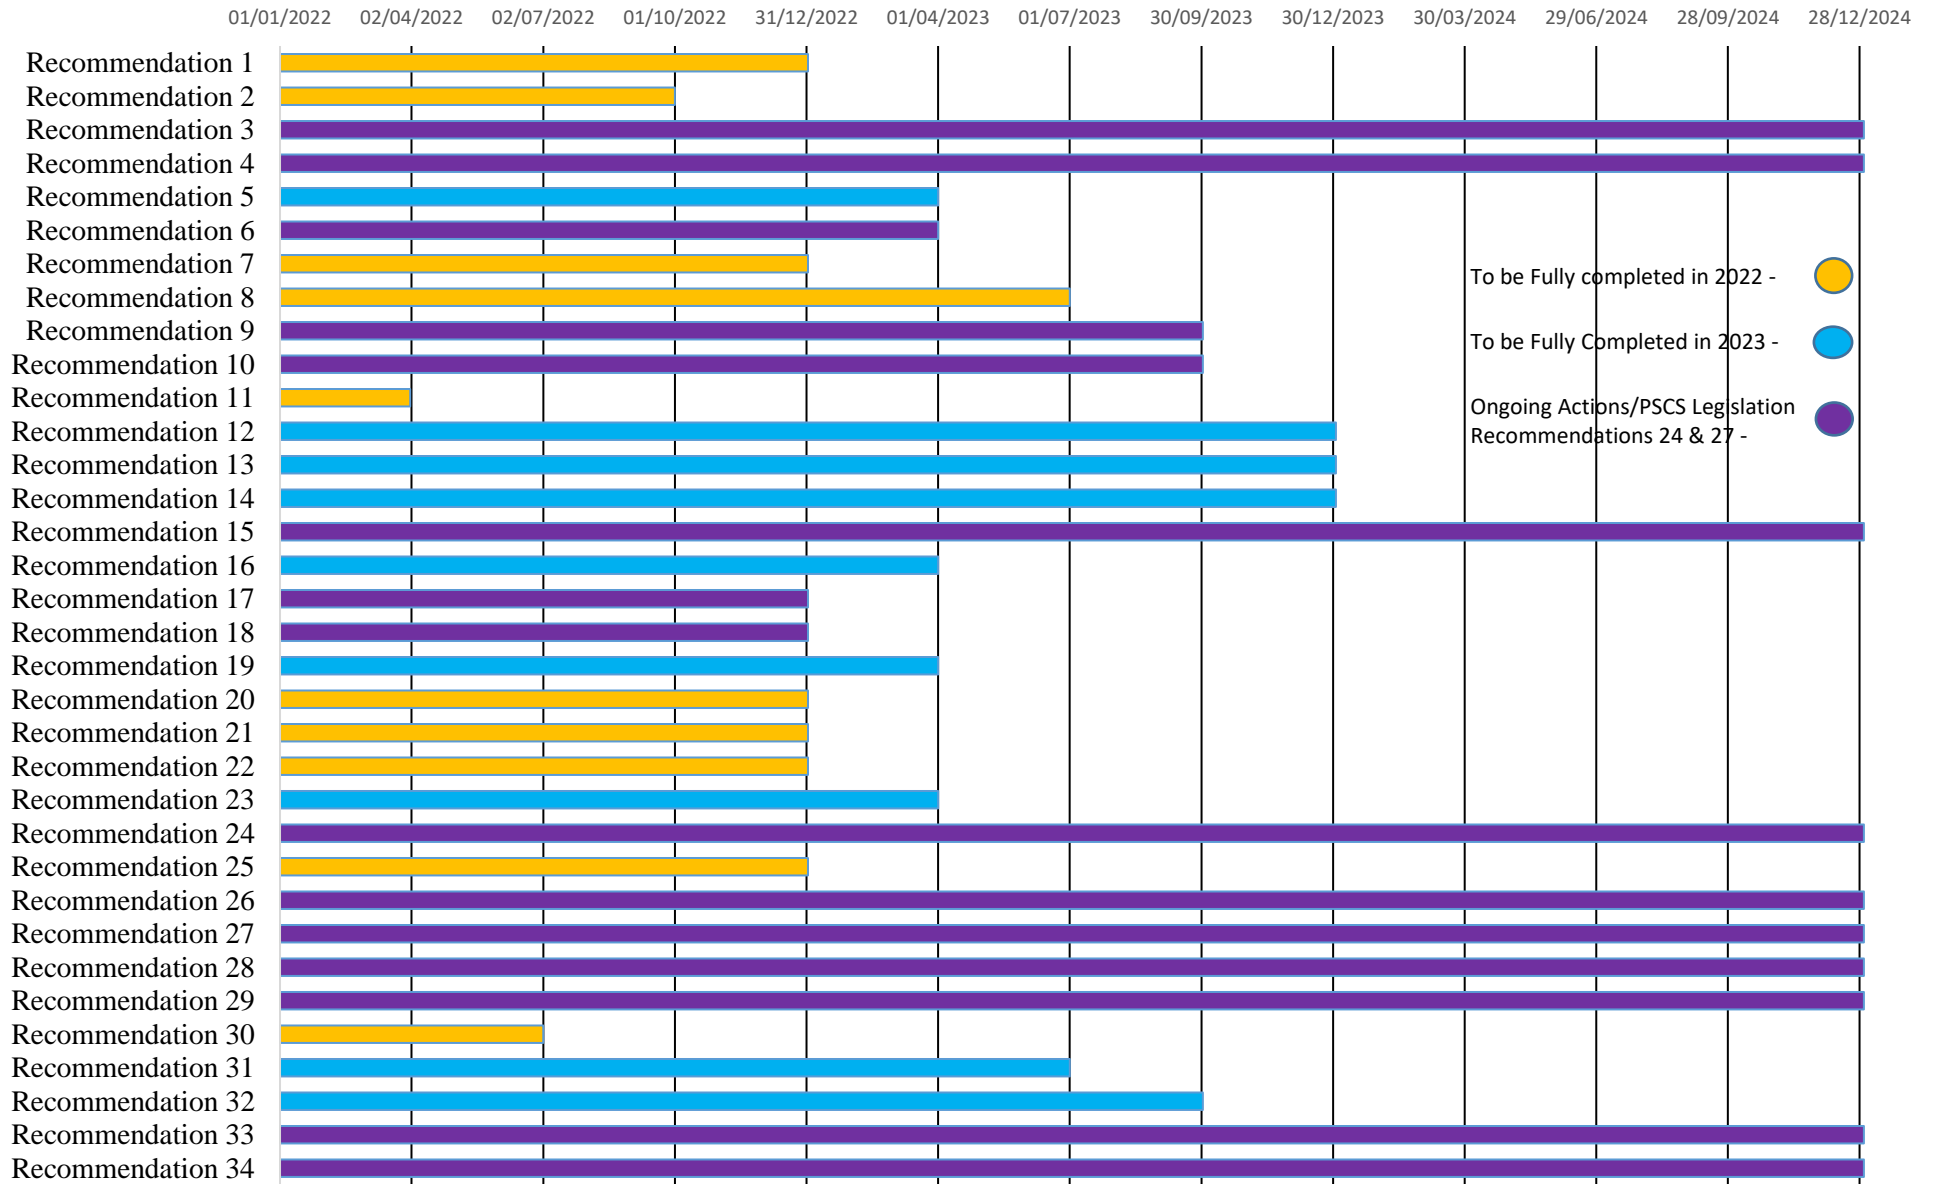 01/01/2022 02/04/2022 02/07/2022 01/10/2022 31/12/2022 01/04/2023 01/07/2023 30/09/2023 30/12/2023 30/03/2024 29/06/2024 28/09/2024 28/12/2024
Recommendation 1
Recommendation 2
Recommendation 3
Recommendation 4
Recommendation 5
Recommendation 6
Recommendation 7
Recommendation 8
Recommendation 9
Recommendation 10
Recommendation 11
Recommendation 12
Recommendation 13
Recommendation 14
Recommendation 15
Recommendation 16
Recommendation 17
Recommendation 18
Recommendation 19
Recommendation 20
Recommendation 21
Recommendation 22
Recommendation 23
Recommendation 24
Recommendation 25
Recommendation 26
Recommendation 27
Recommendation 28
Recommendation 29
Recommendation 30
Recommendation 31
Recommendation 32
Recommendation 33
Recommendation 34
To be Fully completed in 2022 -
To be Fully Completed in 2023 -
Ongoing Actions/PSCS Legislation
Recommendations 24 & 27 -